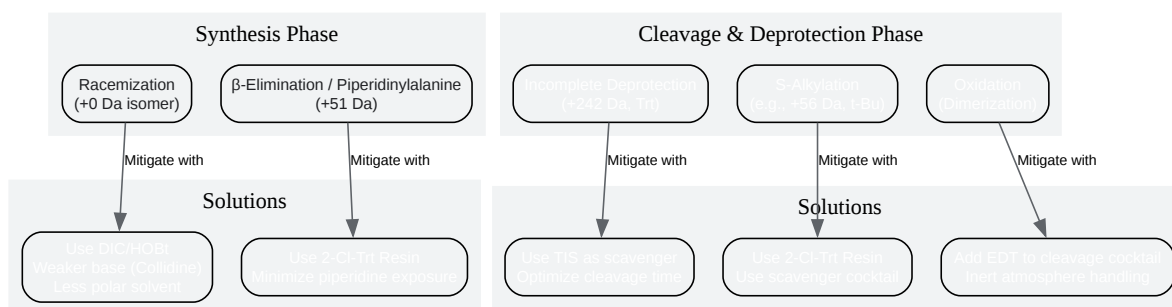 Synthesis Phase
Cleavage & Deprotection Phase
Racemization
(+0 Da isomer)
β-Elimination / Piperidinylalanine
(+51 Da)
Incomplete Deprotection
(+242 Da, Trt)
S-Alkylation
(e.g., +56 Da, t-Bu)
Oxidation
(Dimerization)
Mitigate with
Mitigate with
Mitigate with
Mitigate with
Mitigate with
Solutions
Solutions
Use DIC/HOBt
Weaker base (Collidine)
Less polar solvent
Use 2-Cl-Trt Resin
Minimize piperidine exposure
Use TIS as scavenger
Optimize cleavage time
Use 2-Cl-Trt Resin
Use scavenger cocktail
Add EDT to cleavage cocktail
Inert atmosphere handling